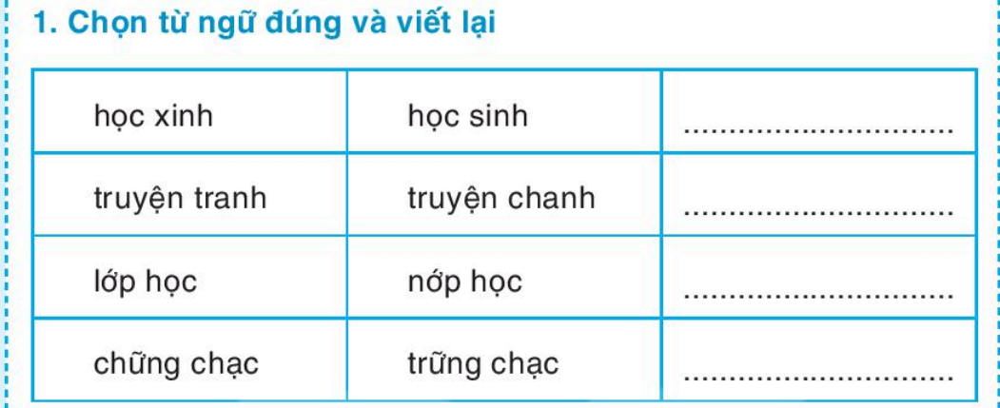 1. Chọn từ ngữ đúng và viết lại
học xinh học sinh ..............................
truyện tranh truyện chanh ..............................
lớp học nớp học ..............................
chững chạc trững chạc ..............................